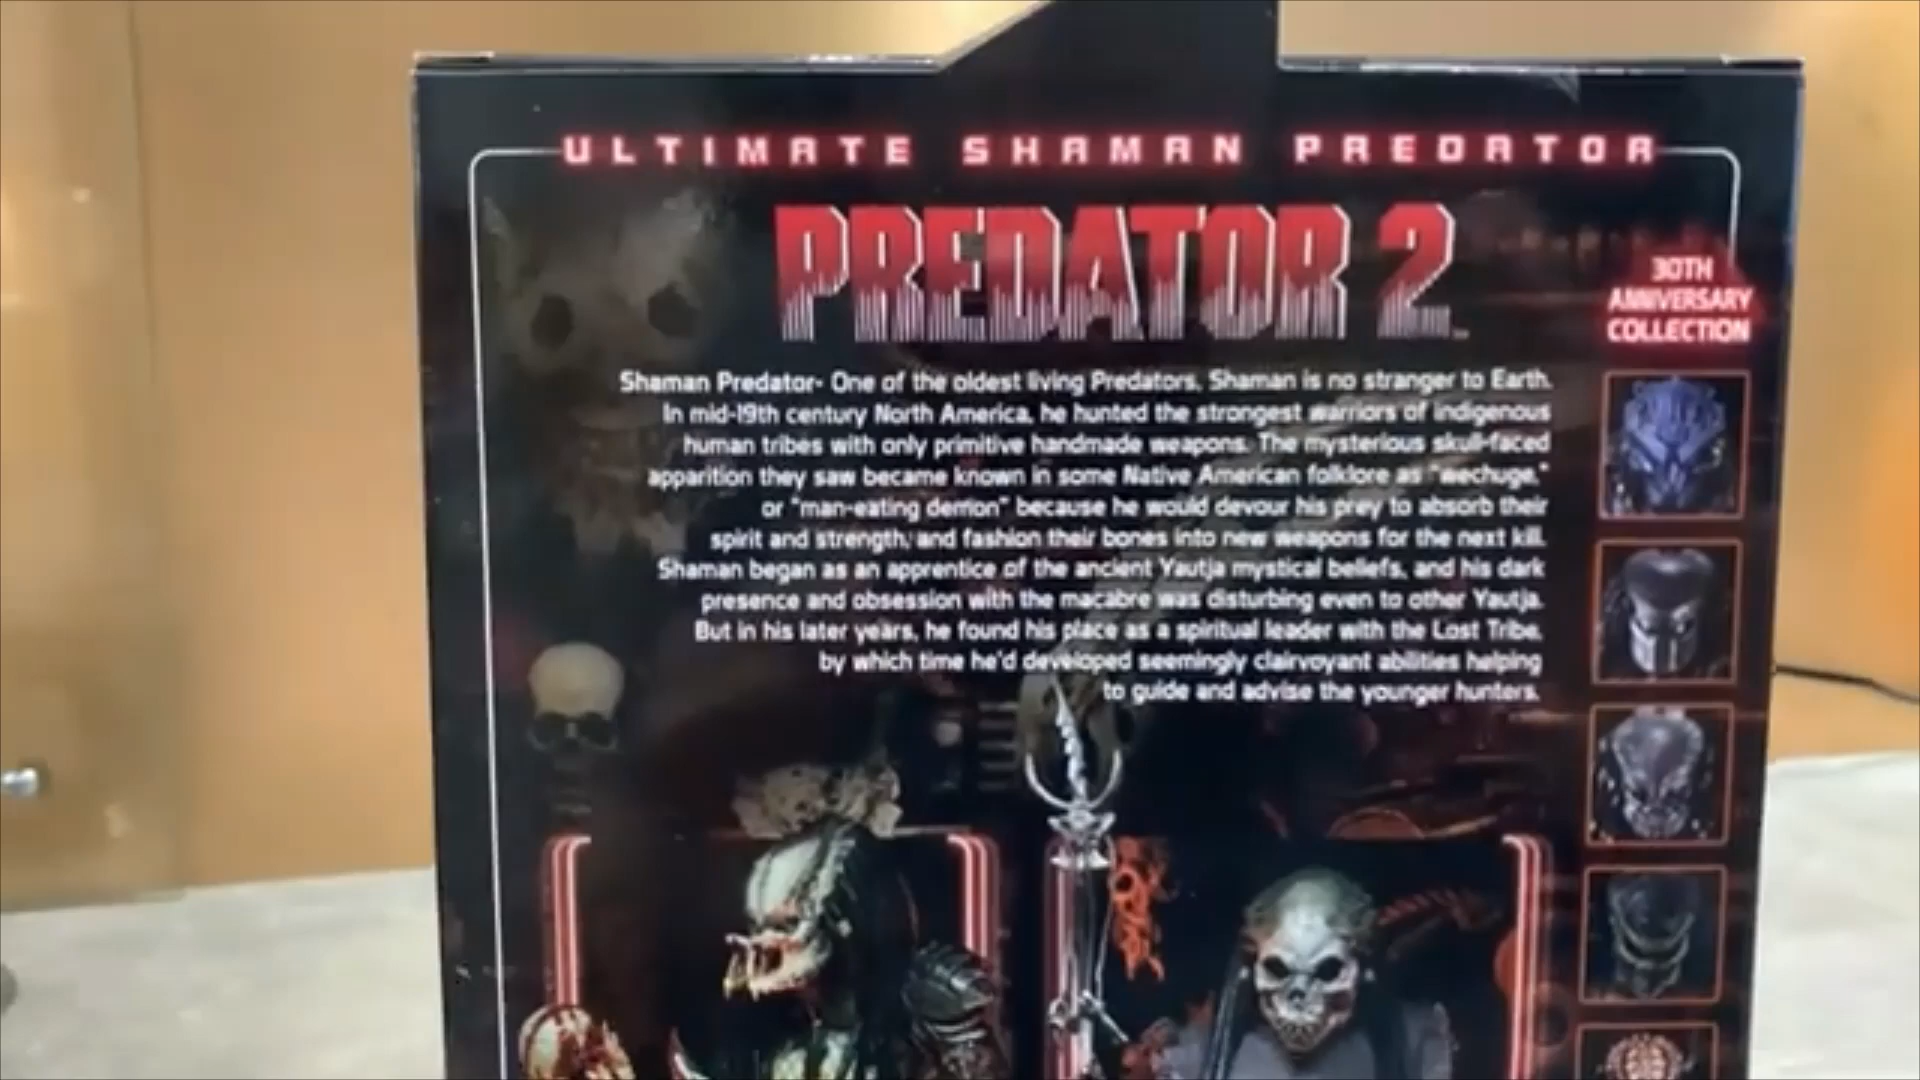 ULTIMATE SHAMAN PREDATOR
PREDATOR 2
30TH
ANNIVERSARY
COLLECTION
Shaman Predator- One of the oldest living Predators, Shaman is no stranger to Earth.
In mid-19th century North America, he hunted the strongest warriors of indigenous
human tribes with only primitive handmade weapons. The mysterious skull-faced
apparition they saw became known in some Native American folklore as "wechuge,"
or "man-eating demon" because he would devour his prey to absorb their
spirit and strength, and fashion their bones into new weapons for the next kill.
Shaman began as an apprentice of the ancient Yautja mystical beliefs, and his dark
presence and obsession with the macabre was disturbing even to other Yautja.
But in his later years, he found his place as a spiritual leader with the Lost Tribe,
by which time he'd developed seemingly clairvoyant abilities helping
to guide and advise the younger hunters.